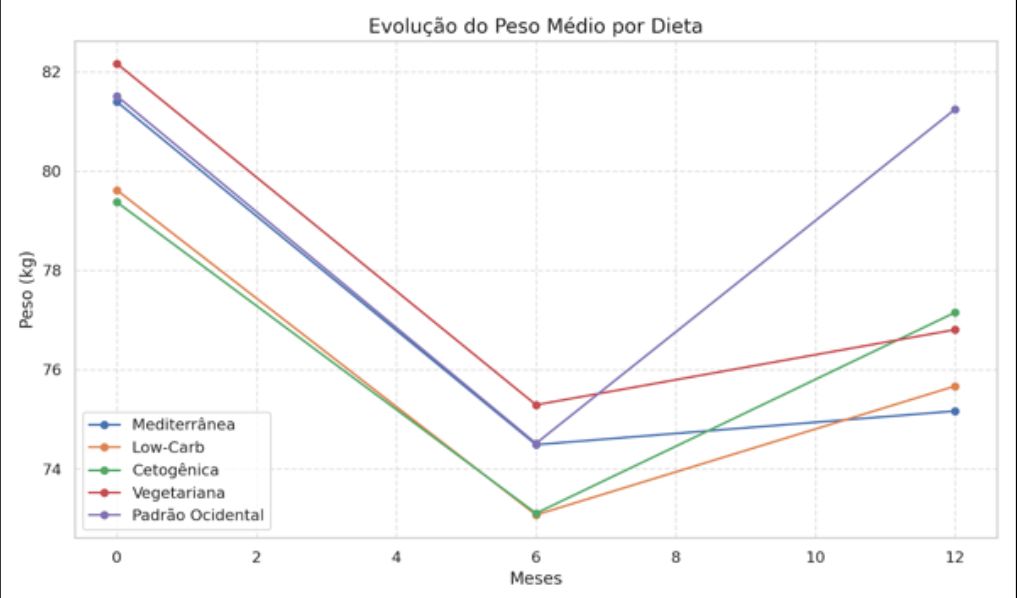 Evolução do Peso Médio por Dieta
82
80
78
76
74
Peso (kg)
Mediterrânea
Low-Carb
Cetogênica
Vegetariana
Padrão Ocidental
0 2 4 6 8 10 12
Meses